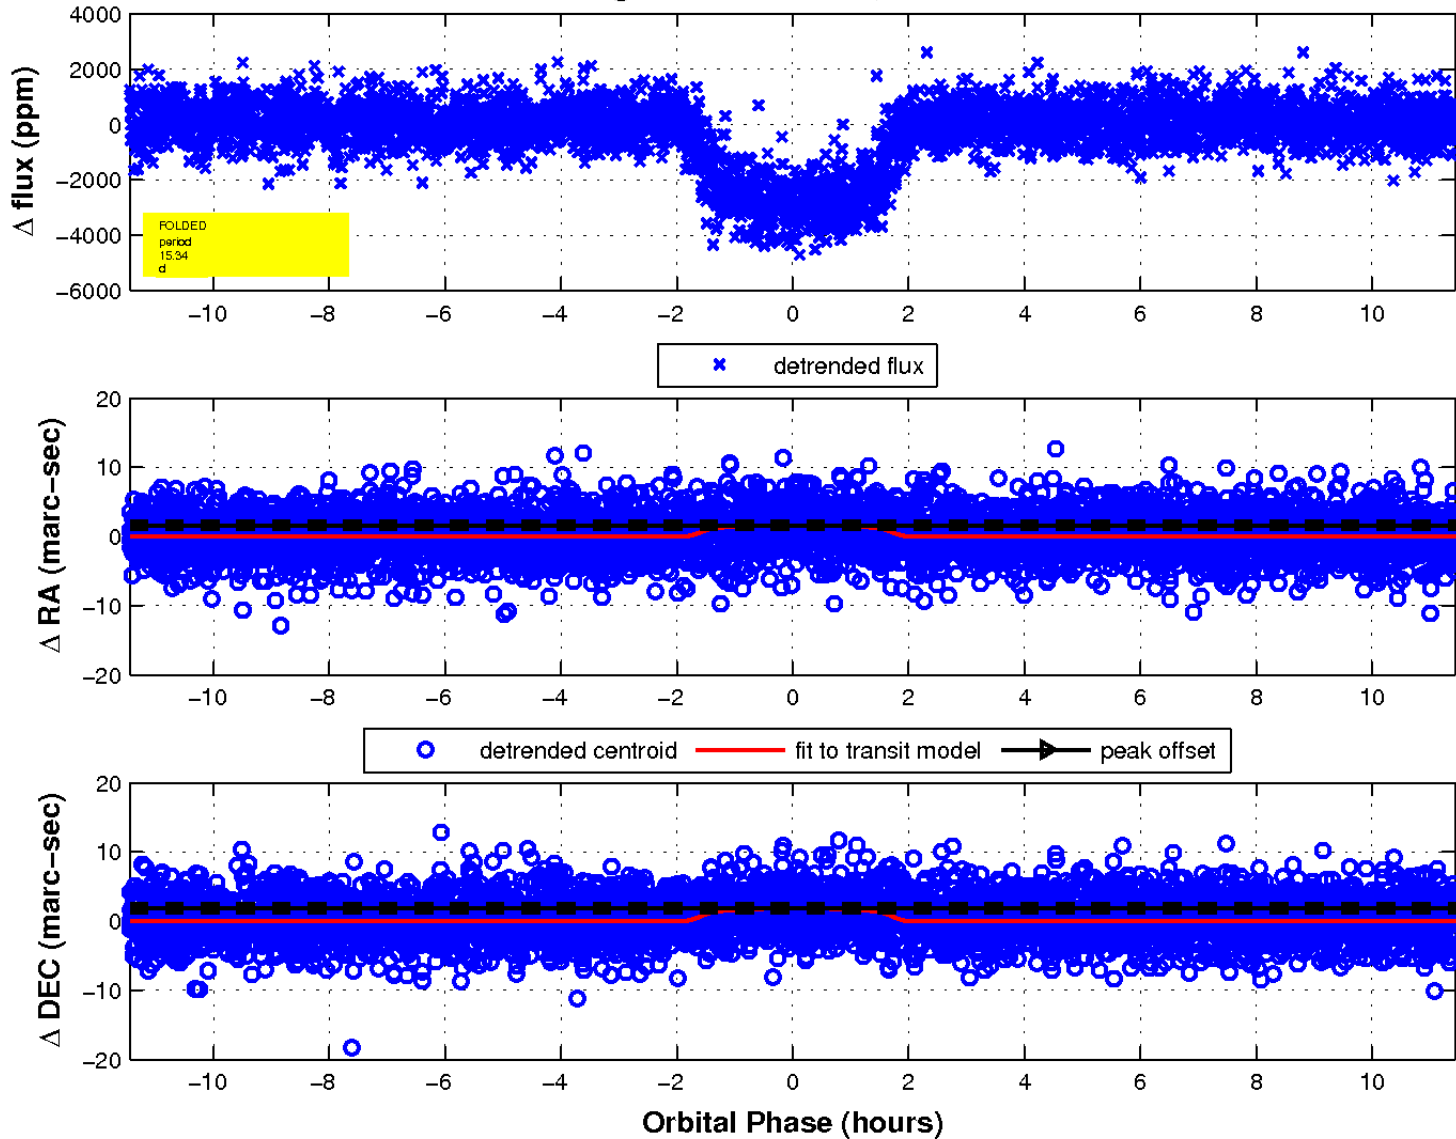 4000
2000
0
−2000
−4000
−6000
Δ flux (ppm)
FOLDED
period
15.34
d
−10 −8 −6 −4 −2 0 2 4 6 8 10
detrended flux
20
10
0
−10
−20
Δ RA (marc−sec)
−10 −8 −6 −4 −2 0 2 4 6 8 10
detrended centroid fit to transit model peak offset
20
10
0
−10
−20
Δ DEC (marc−sec)
−10 −8 −6 −4 −2 0 2 4 6 8 10
Orbital Phase (hours)